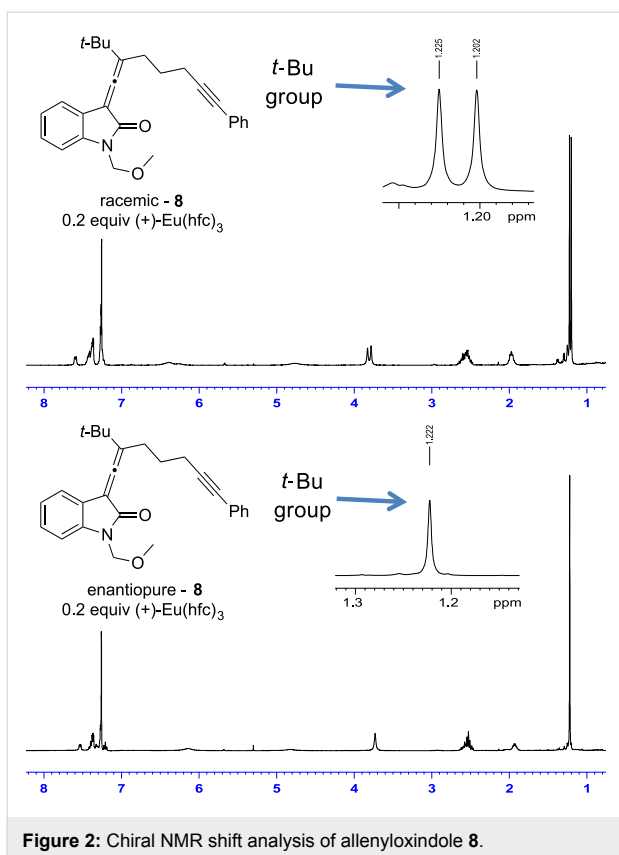 t-Bu
O
N
O
Ph
racemic - 8
0.2 equiv (+)-Eu(hfc)3
t-Bu
group
1.225
1.202
1.20 ppm
8 7 6 5 4 3 2 1
t-Bu
O
N
O
Ph
enantiopure - 8
0.2 equiv (+)-Eu(hfc)3
t-Bu
group
1.222
1.3 1.2 ppm
8 7 6 5 4 3 2 1
Figure 2: Chiral NMR shift analysis of allenyloxindole 8.